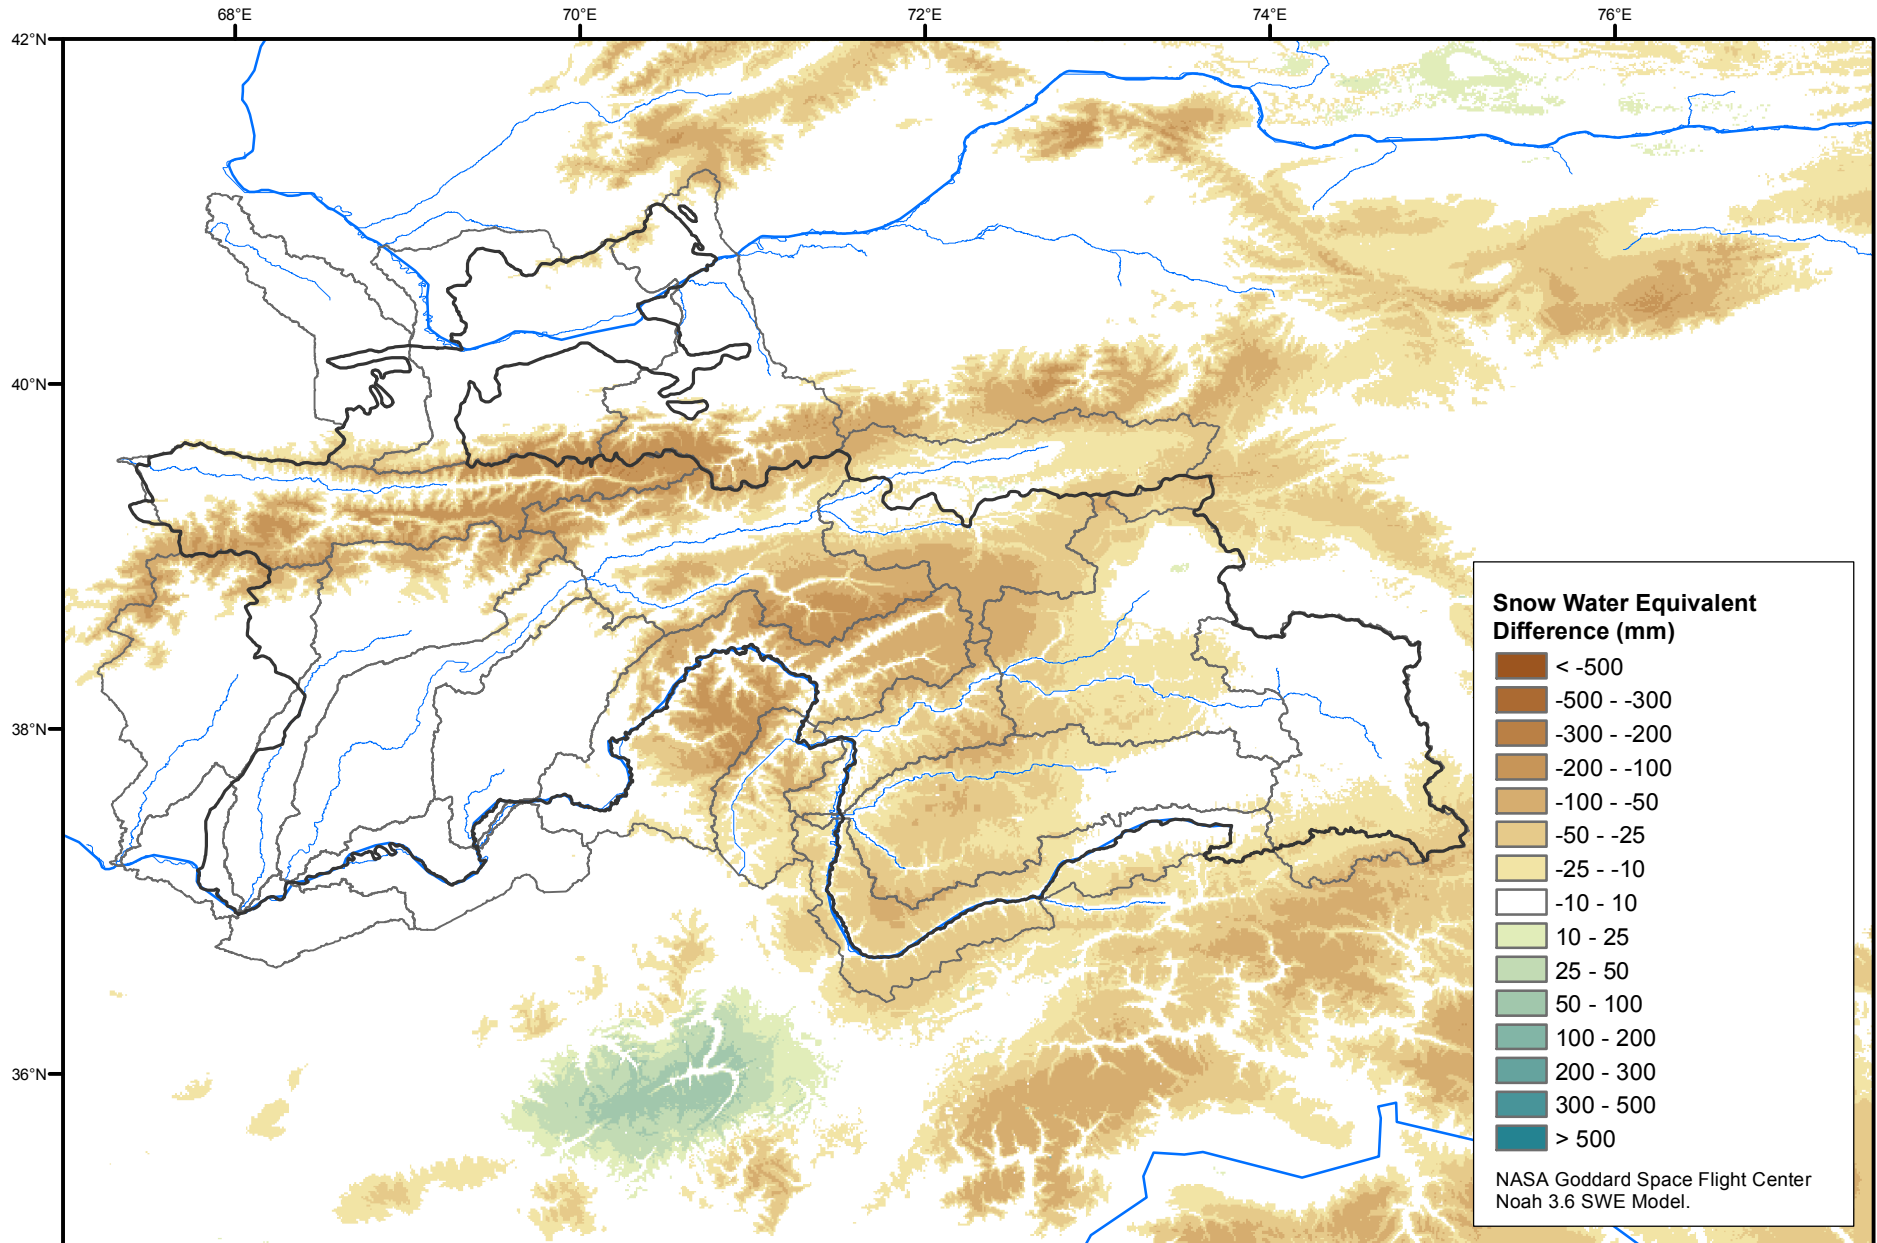 68°E 70°E 72°E 74°E 76°E
42°N
40°N
38°N
36°N
Snow Water Equivalent
Difference (mm)
< -500
-500 - -300
-300 - -200
-200 - -100
-100 - -50
-50 - -25
-25 - -10
-10 - 10
10 - 25
25 - 50
50 - 100
100 - 200
200 - 300
300 - 500
> 500
NASA Goddard Space Flight Center
Noah 3.6 SWE Model.